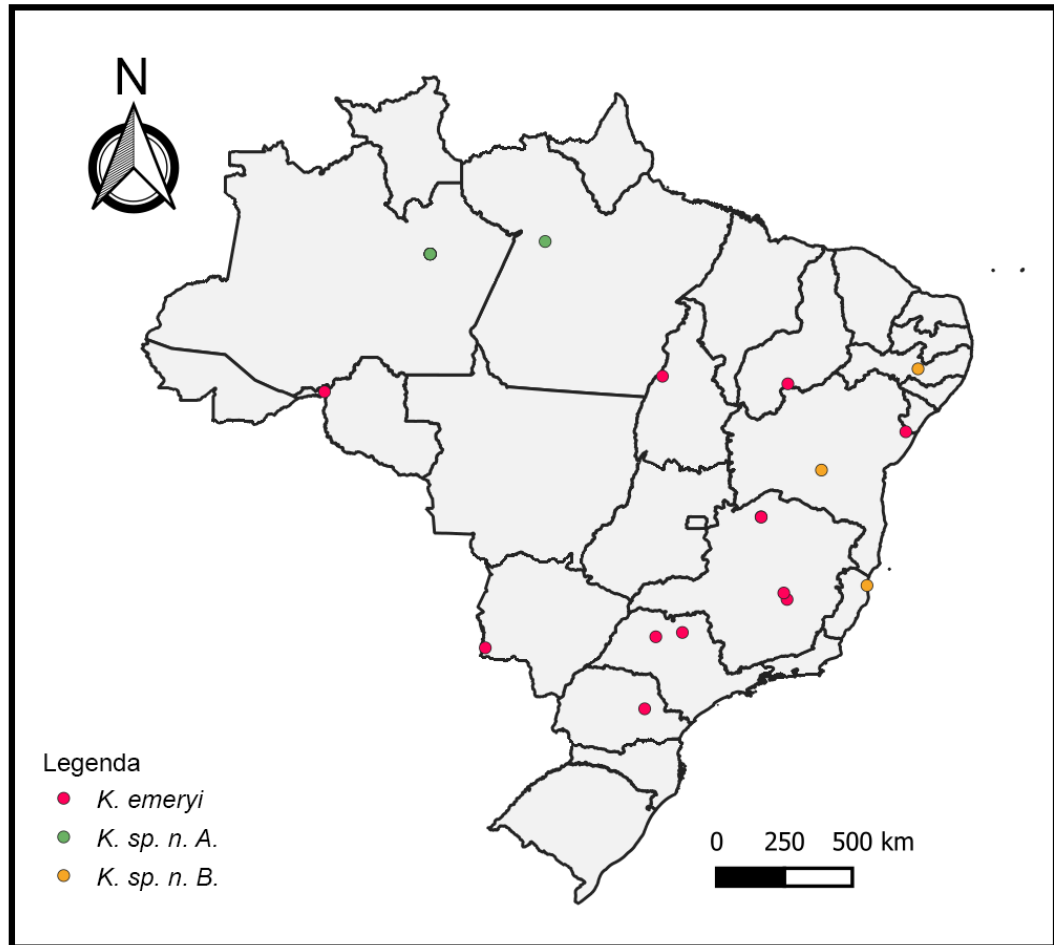 N
Legenda
K. emeryi
K. sp. n. A.
K. sp. n. B.
0 250 500 km